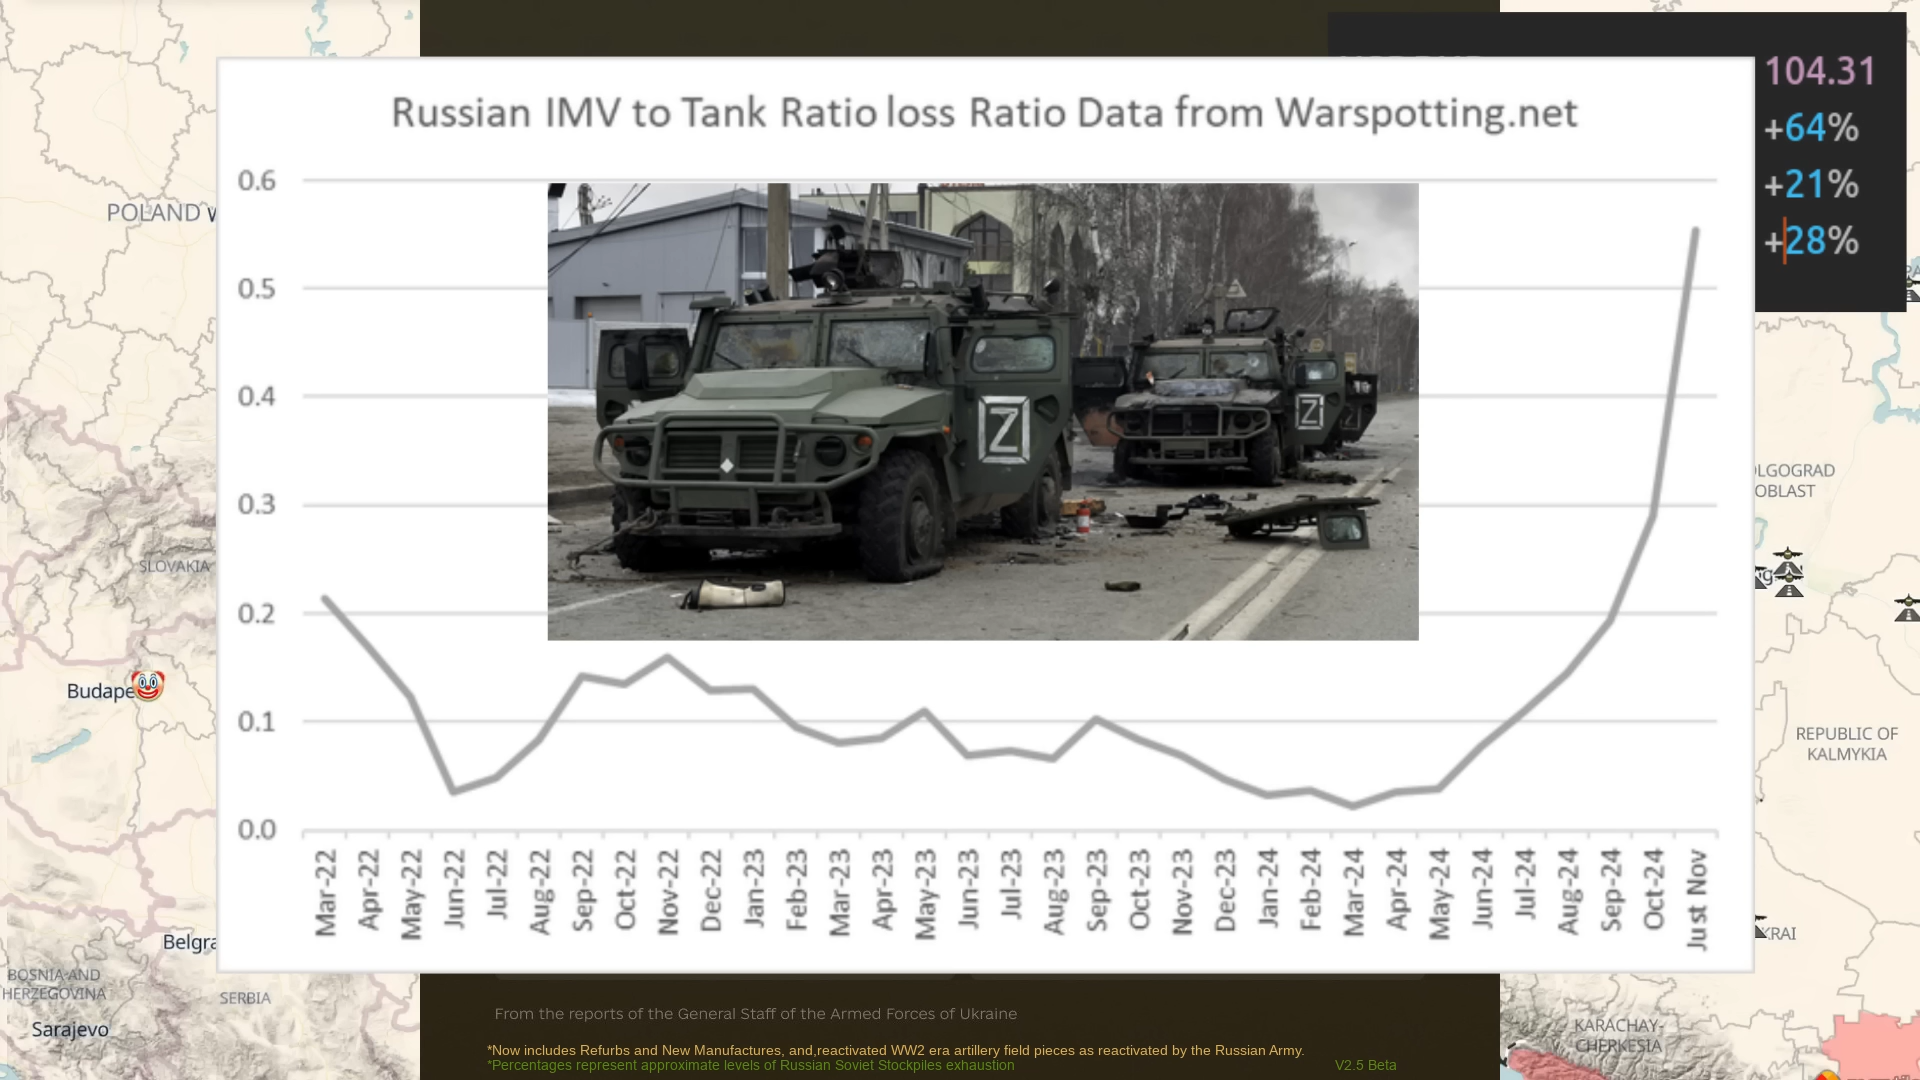 104.31
+64%
+21%
+28%
Russian IMV to Tank Ratio loss Ratio Data from Warspotting.net
0.6
0.5
0.4
0.3
0.2
0.1
0.0
Mar-22
Apr-22
May-22
Jun-22
Jul-22
Aug-22
Sep-22
Oct-22
Nov-22
Dec-22
Jan-23
Feb-23
Mar-23
Apr-23
May-23
Jun-23
Jul-23
Aug-23
Sep-23
Oct-23
Nov-23
Dec-23
Jan-24
Feb-24
Mar-24
Apr-24
May-24
Jun-24
Jul-24
Aug-24
Sep-24
Oct-24
Just Nov
Z
Z
POLAND
SLOVAKIA
Budape
Belgra
BOSNIA AND
HERZEGOVINA
SERBIA
Sarajevo
OLGOGRAD
OBLAST
REPUBLIC OF
KALMYKIA
KRAI
KARACHAY-
CHERKESIA
From the reports of the General Staff of the Armed Forces of Ukraine
*Now includes Refurbs and New Manufactures, and,reactivated WW2 era artillery field pieces as reactivated by the Russian Army.
*Percentages represent approximate levels of Russian Soviet Stockpiles exhaustion
V2.5 Beta